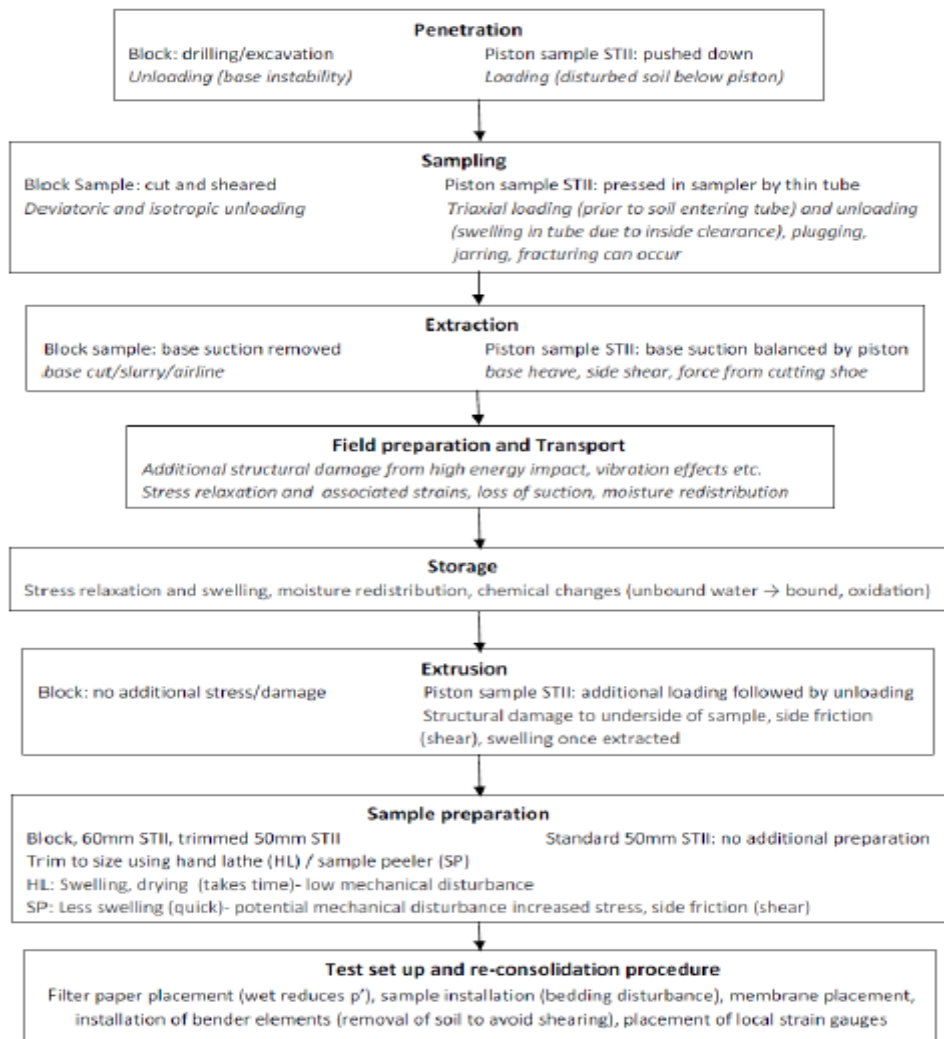 Penetration
Block: drilling/excavation Piston sample STII: pushed down
Unloading (base instability) Loading (disturbed soil below piston)
Sampling
Block Sample: cut and sheared Piston sample STII: pressed in sampler by thin tube
Deviatoric and isotropic unloading Triaxial loading (prior to soil entering tube) and unloading
(swelling in tube due to inside clearance), plugging,
jarring, fracturing can occur
Extraction
Block sample: base suction removed Piston sample STII: base suction balanced by piston
base cut/slurry/airline base heave, side shear, force from cutting shoe
Field preparation and Transport
Additional structural damage from high energy impact, vibration effects etc.
Stress relaxation and associated strains, loss of suction, moisture redistribution
Storage
Stress relaxation and swelling, moisture redistribution, chemical changes (unbound water → bound, oxidation)
Extrusion
Block: no additional stress/damage Piston sample STII: additional loading followed by unloading
Structural damage to underside of sample, side friction
(shear), swelling once extracted
Sample preparation
Block, 60mm STII, trimmed 50mm STII Standard 50mm STII: no additional preparation
Trim to size using hand lathe (HL) / sample peeler (SP)
HL: Swelling, drying (takes time)- low mechanical disturbance
SP: Less swelling (quick)- potential mechanical disturbance increased stress, side friction (shear)
Test set up and re-consolidation procedure
Filter paper placement (wet reduces p'), sample installation (bedding disturbance), membrane placement,
installation of bender elements (removal of soil to avoid shearing), placement of local strain gauges